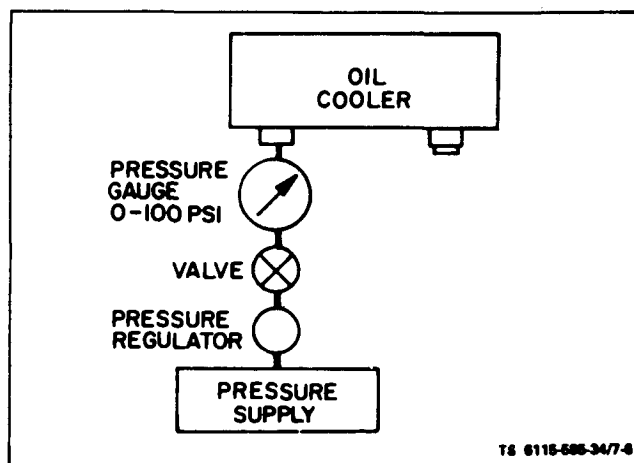 OIL
COOLER
PRESSURE
GAUGE
0-100 PSI
VALVE
PRESSURE
REGULATOR
PRESSURE
SUPPLY
TS 6115-585-34/7-6